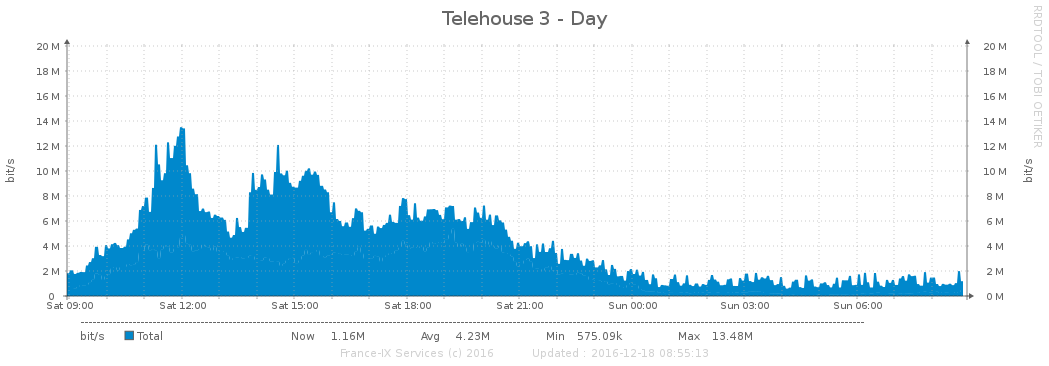 Telehouse 3 - Day
RRDTOOL / TOBI OETIKER
bit/s
20 M
18 M
16 M
14 M
12 M
10 M
8 M
6 M
4 M
2 M
0
20 M
18 M
16 M
14 M
12 M
10 M
8 M
6 M
4 M
2 M
0 M
bit/s
Sat 09:00 Sat 12:00 Sat 15:00 Sat 18:00 Sat 21:00 Sun 00:00 Sun 03:00 Sun 06:00
bit/s Total Now 1.16M Avg 4.23M Min 575.09k Max 13.48M
France-IX Services (c) 2016 Updated : 2016-12-18 08:55:13